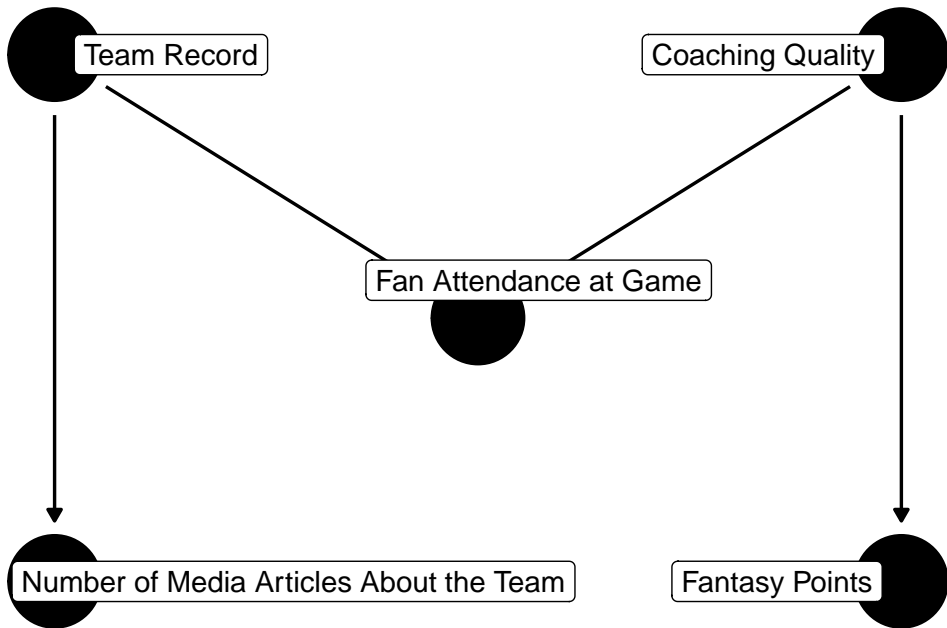 Team Record
Coaching Quality
Fan Attendance at Game
Number of Media Articles About the Team
Fantasy Points